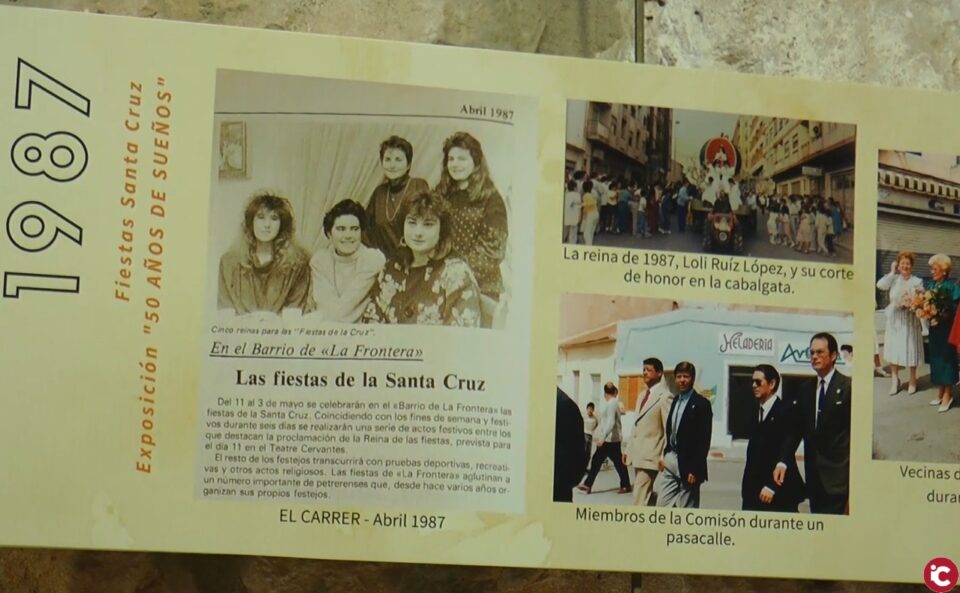 1987
Fiestas Santa Cruz
Exposición "50 AÑOS DE SUEÑOS"
Abril 1987
Cinco reinas para las "Fiestas de la Cruz".
En el Barrio de «La Frontera»
Las fiestas de la Santa Cruz
Del 11 al 3 de mayo se celebrarán en el «Barrio de La Frontera» las
fiestas de la Santa Cruz. Coincidiendo con los fines de semana y festi-
vos durante seis días se realizarán una serie de actos festivos entre los
que destacan la proclamación de la Reina de las fiestas, prevista para
el día 11 en el Teatre Cervantes.
El resto de los festejos transcurrirá con pruebas deportivas, recreati-
vas y otros actos religiosos. Las fiestas de «La Frontera» aglutinan a
un número importante de petrerenses que, desde hace varios años or-
ganizan sus propios festejos.
EL CARRER - Abril 1987
La reina de 1987, Loli Ruíz López, y su corte
de honor en la cabalgata.
HELADERIA
Miembros de la Comisón durante un
pasacalle.
Vecinas d
duran
iC